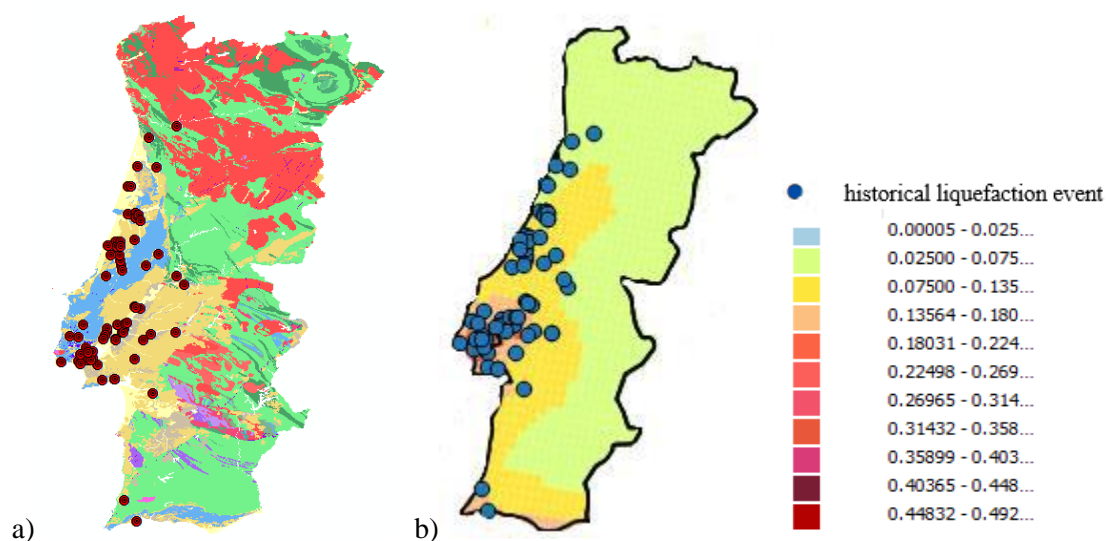 historical liquefaction event
0.00005 - 0.025...
0.02500 - 0.075...
0.07500 - 0.135...
0.13564 - 0.180...
0.18031 - 0.224...
0.22498 - 0.269...
0.26965 - 0.314...
0.31432 - 0.358...
0.35899 - 0.403...
0.40365 - 0.448...
0.44832 - 0.492...
a)
b)